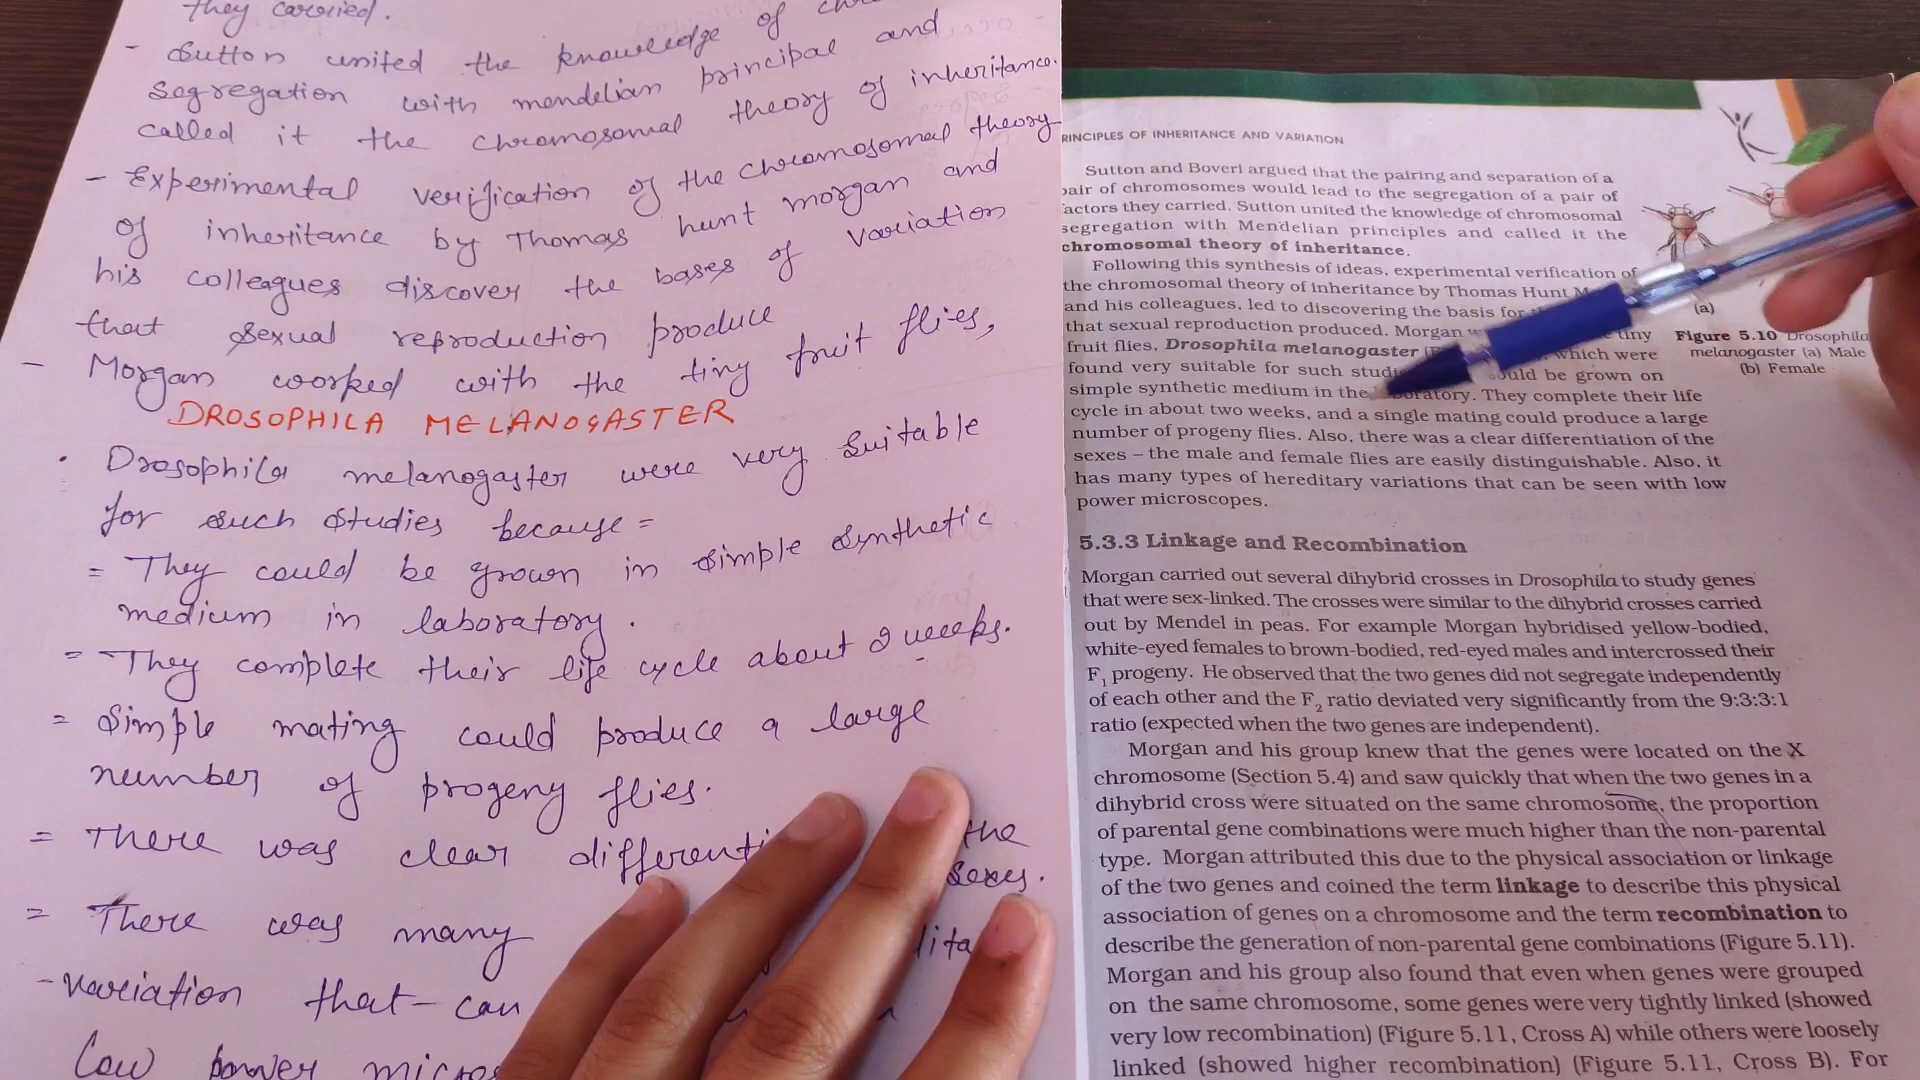 they carried.
- Sutton united the knowledge of
segregation with mendelian principal and
called it the chromosomal theory of inheritance.
- Experimental verification of the chromosomal theory
of inheritance by Thomas hunt morgan and
his colleagues discover the bases of variation
that sexual reproduction produce
- Morgan worked with the tiny fruit flies,
DROSOPHILA MELANOGASTER
. Drosophila melanogaster were very suitable
for such studies because =
= They could be grown in simple synthetic
medium in laboratory.
= They complete their life cycle about 2 weeks.
= Simple mating could produce a large
number of progeny flies.
= There was clear the
sexes.
= There was many
- variation that can
low power
RINCIPLES OF INHERITANCE AND VARIATION
Sutton and Boveri argued that the pairing and separation of a
pair of chromosomes would lead to the segregation of a pair of
factors they carried. Sutton united the knowledge of chromosomal
segregation with Mendelian principles and called it the
chromosomal theory of inheritance.
Following this synthesis of ideas, experimental verification of
the chromosomal theory of inheritance by Thomas Hunt
and his colleagues, led to discovering the basis for
that sexual reproduction produced. Morgan tiny
fruit flies, Drosophila melanogaster which were
found very suitable for such could be grown on
simple synthetic medium in the laboratory. They complete their life
cycle in about two weeks, and a single mating could produce a large
number of progeny flies. Also, there was a clear differentiation of the
sexes – the male and female flies are easily distinguishable. Also, it
has many types of hereditary variations that can be seen with low
power microscopes.
(a)
Figure 5.10 Drosophila
melanogaster (a) Male
(b) Female
5.3.3 Linkage and Recombination
Morgan carried out several dihybrid crosses in Drosophila to study genes
that were sex-linked. The crosses were similar to the dihybrid crosses carried
out by Mendel in peas. For example Morgan hybridised yellow-bodied,
white-eyed females to brown-bodied, red-eyed males and intercrossed their
F1 progeny. He observed that the two genes did not segregate independently
of each other and the F2 ratio deviated very significantly from the 9:3:3:1
ratio (expected when the two genes are independent).
Morgan and his group knew that the genes were located on the X
chromosome (Section 5.4) and saw quickly that when the two genes in a
dihybrid cross were situated on the same chromosome, the proportion
of parental gene combinations were much higher than the non-parental
type. Morgan attributed this due to the physical association or linkage
of the two genes and coined the term linkage to describe this physical
association of genes on a chromosome and the term recombination to
describe the generation of non-parental gene combinations (Figure 5.11).
Morgan and his group also found that even when genes were grouped
on the same chromosome, some genes were very tightly linked (showed
very low recombination) (Figure 5.11, Cross A) while others were loosely
linked (showed higher recombination) (Figure 5.11, Cross B). For